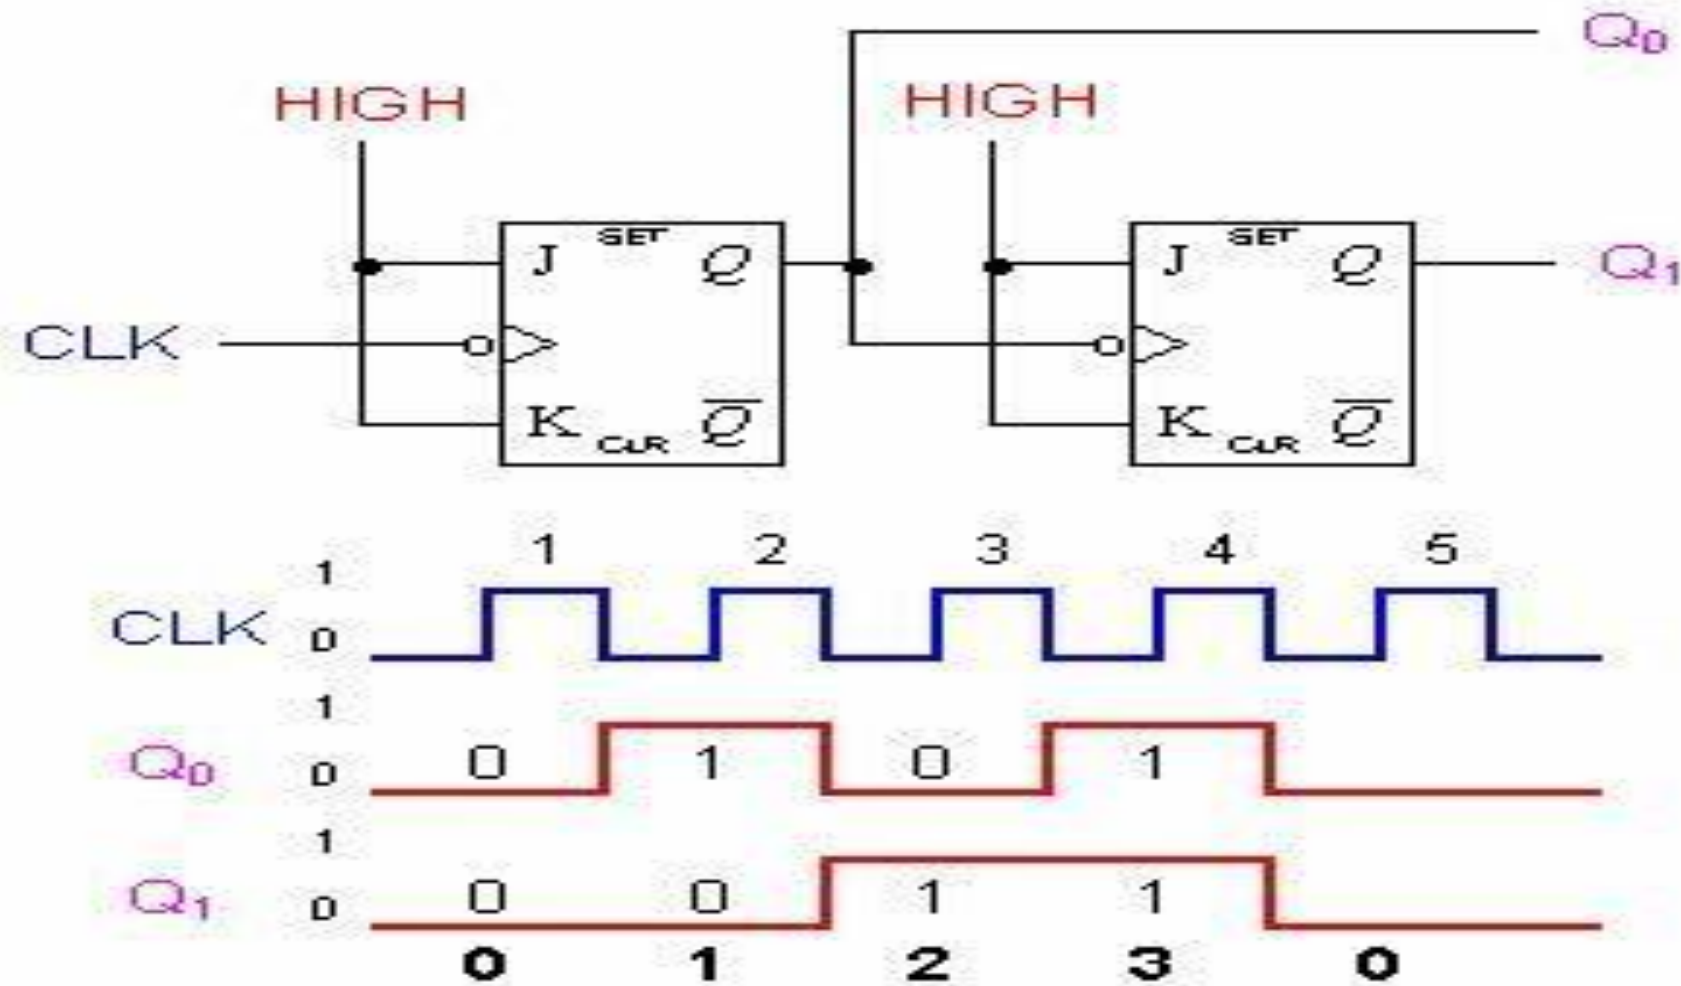 Q0
HIGH HIGH
SET SET
J Q J Q Q1
CLK
K Q̅ K Q̅
CLR CLR
1 2 3 4 5
1
CLK 0
1
Q0 0 0 1 0 1
1
Q1 0 0 0 1 1
0 1 2 3 0